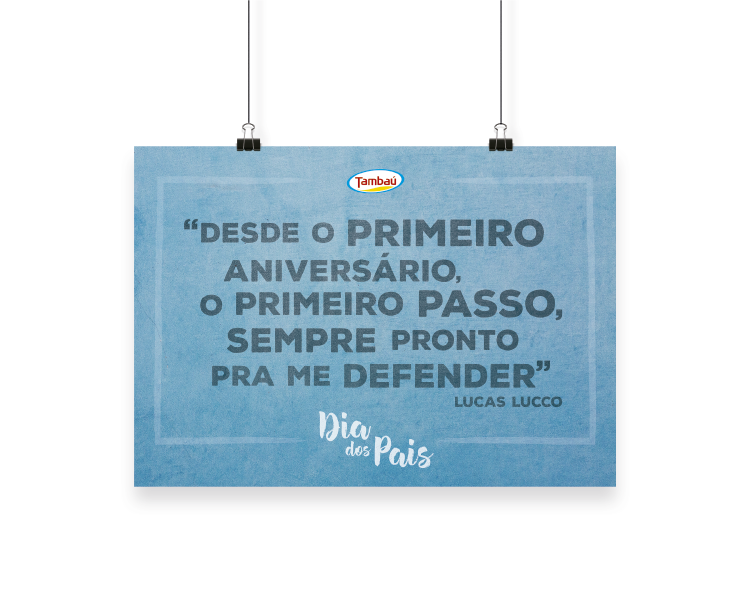 Tambaú
“DESDE O PRIMEIRO
ANIVERSÁRIO,
O PRIMEIRO PASSO,
SEMPRE PRONTO
PRA ME DEFENDER”
LUCAS LUCCO
Dia
dos Pais